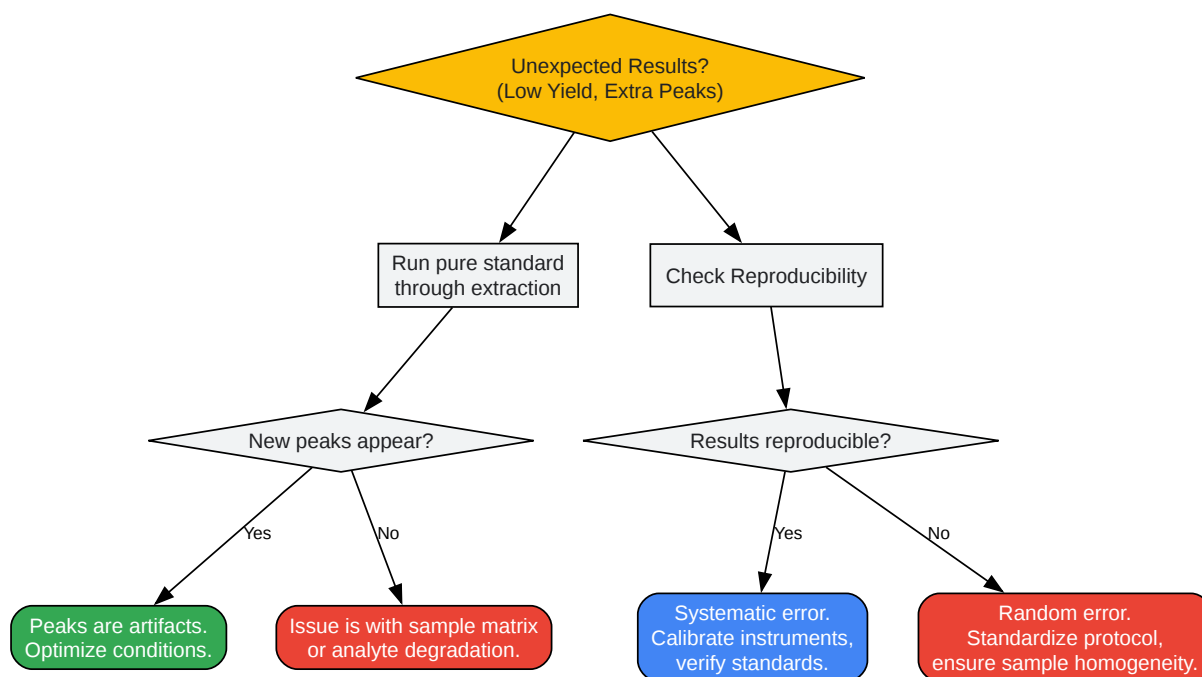 Unexpected Results?
(Low Yield, Extra Peaks)
Run pure standard
through extraction
Check Reproducibility
New peaks appear?
Results reproducible?
Yes
No
Yes
No
Peaks are artifacts.
Optimize conditions.
Issue is with sample matrix
or analyte degradation.
Systematic error.
Calibrate instruments,
verify standards.
Random error.
Standardize protocol,
ensure sample homogeneity.